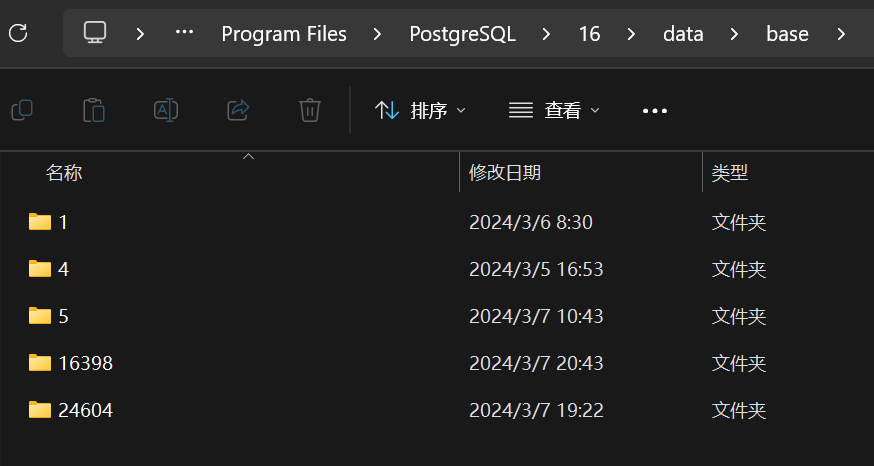 Program Files PostgreSQL 16 data base
排序 查看
名称 修改日期 类型
1 2024/3/6 8:30 文件夹
4 2024/3/5 16:53 文件夹
5 2024/3/7 10:43 文件夹
16398 2024/3/7 20:43 文件夹
24604 2024/3/7 19:22 文件夹